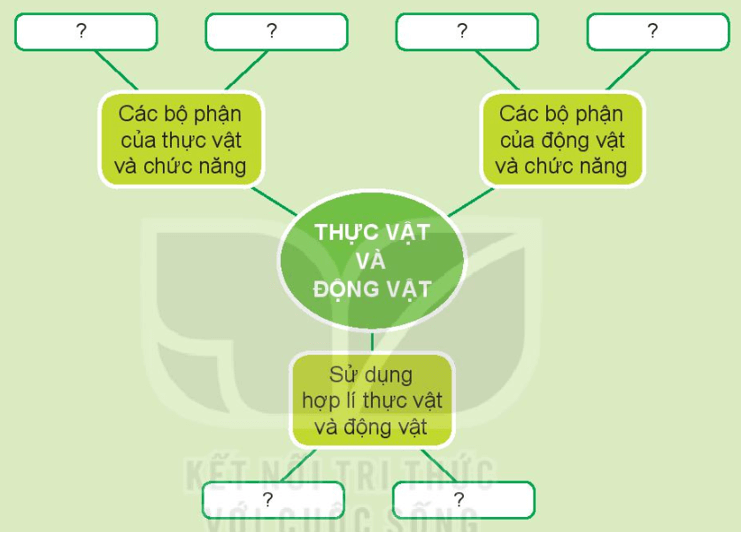 ?
?
?
?
Các bộ phận
của thực vật
và chức năng
Các bộ phận
của động vật
và chức năng
THỰC VẬT
VÀ
ĐỘNG VẬT
Sử dụng
hợp lí thực vật
và động vật
KẾT NỐI TRI THỨC
?
?
VỚI CUỘC SỐNG